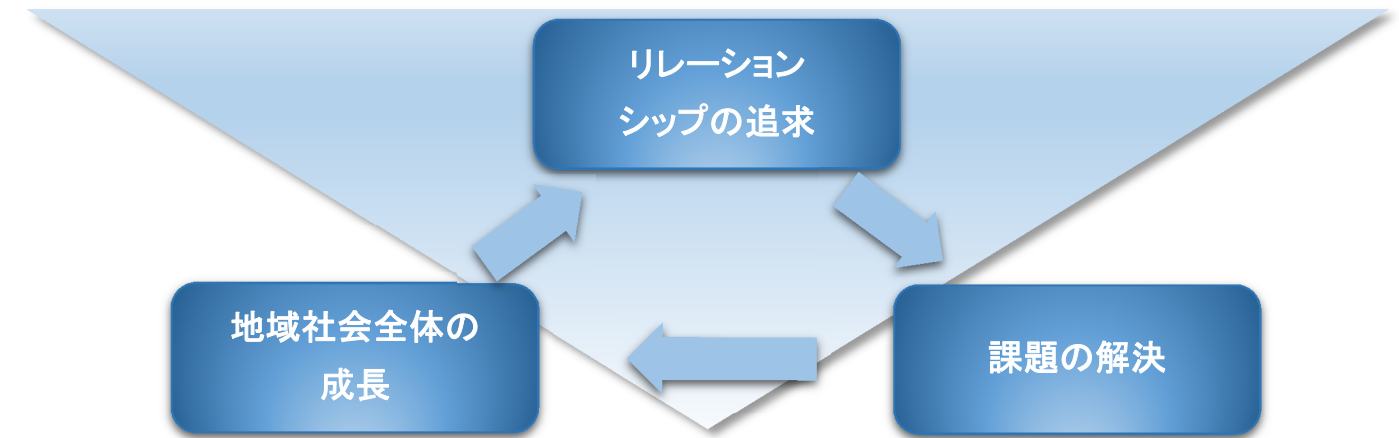 リレーション
シップの追求
地域社会全体の
成長
課題の解決